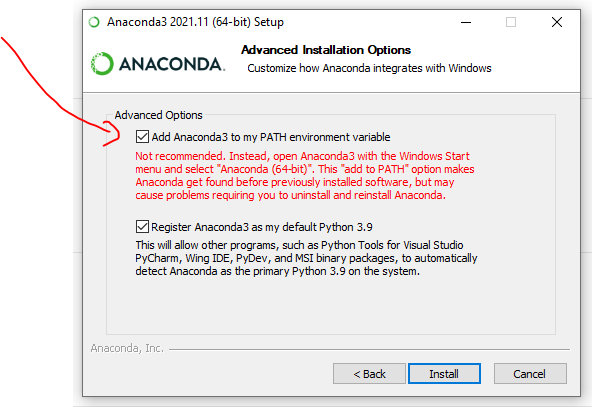 Anaconda3 2021.11 (64-bit) Setup
ANACONDA.
Advanced Installation Options
Customize how Anaconda integrates with Windows
Advanced Options
Add Anaconda3 to my PATH environment variable
Not recommended. Instead, open Anaconda3 with the Windows Start
menu and select "Anaconda (64-bit)". This "add to PATH" option makes
Anaconda get found before previously installed software, but may
cause problems requiring you to uninstall and reinstall Anaconda.
Register Anaconda3 as my default Python 3.9
This will allow other programs, such as Python Tools for Visual Studio
PyCharm, Wing IDE, PyDev, and MSI binary packages, to automatically
detect Anaconda as the primary Python 3.9 on the system.
Anaconda, Inc.
< Back
Install
Cancel